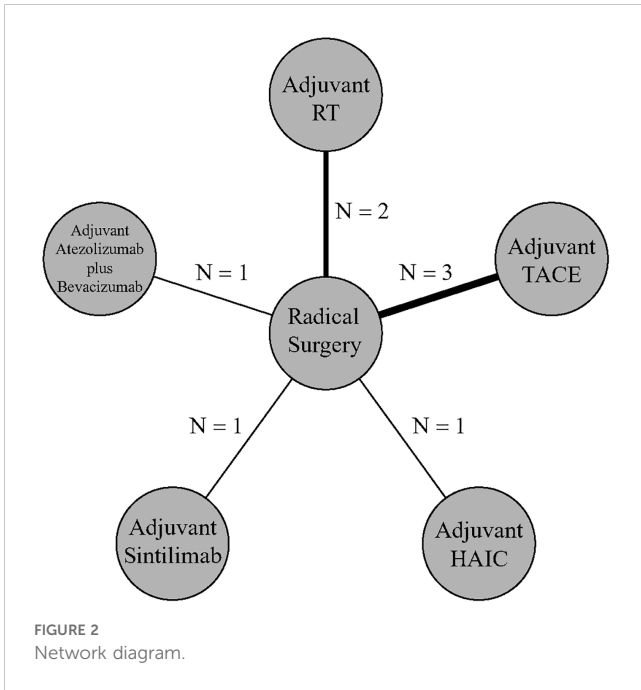 Adjuvant
RT
N = 2
Adjuvant
Atezolizumab
plus
Bevacizumab
N = 1
N = 3
Adjuvant
TACE
Radical
Surgery
N = 1
N = 1
Adjuvant
Sintilimab
Adjuvant
HAIC
FIGURE 2
Network diagram.